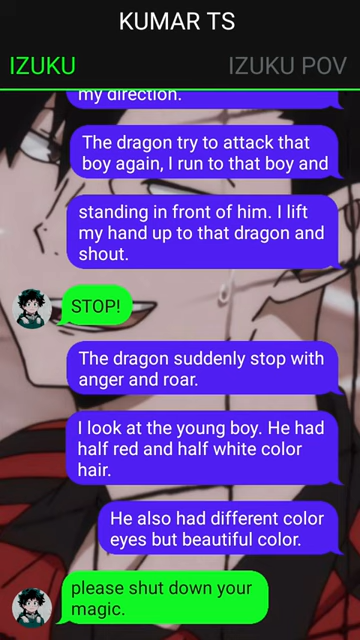 KUMAR TS
IZUKU
IZUKU POV
my direction.
The dragon try to attack that
boy again, I run to that boy and
standing in front of him. I lift
my hand up to that dragon and
shout.
STOP!
The dragon suddenly stop with
anger and roar.
I look at the young boy. He had
half red and half white color
hair.
He also had different color
eyes but beautiful color.
please shut down your
magic.